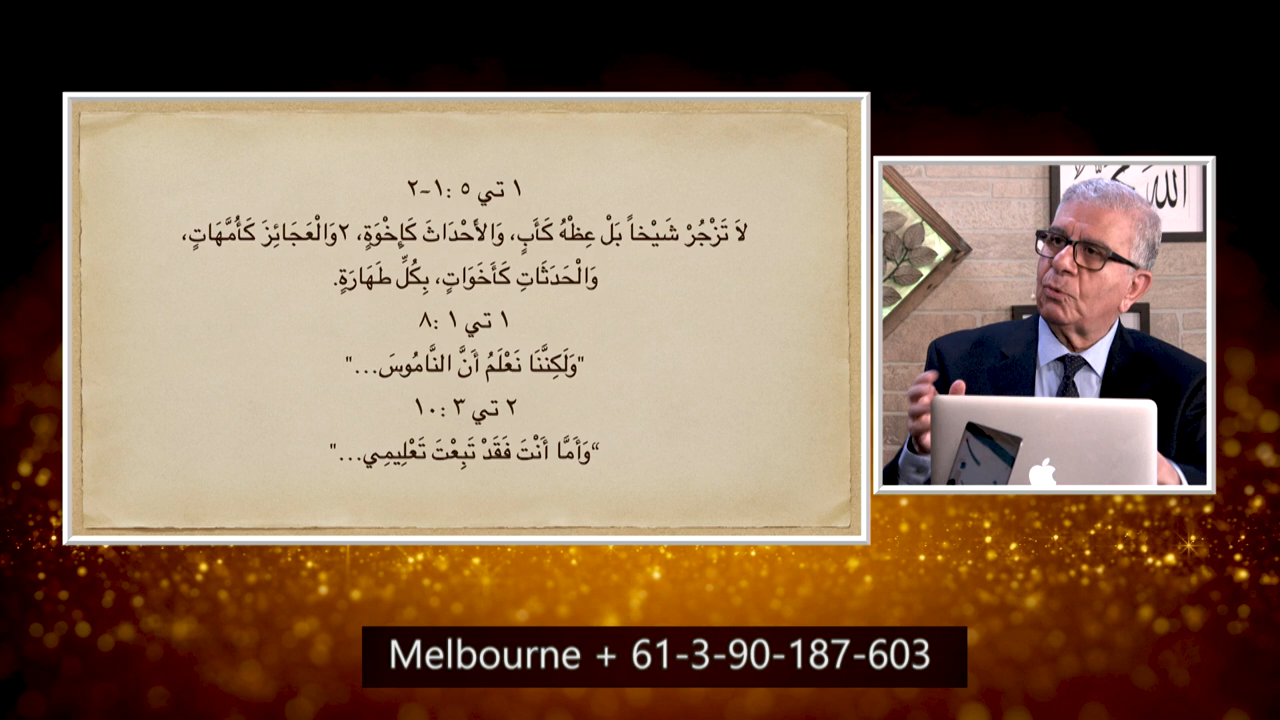 ١ تي ٥ :١-٢
لاَ تَزْجُرْ شَيْخاً بَلْ عِظْهُ كَأَبٍ، وَالأَحْدَاثَ كَإِخْوَةٍ، ٢وَالْعَجَائِزَ كَأُمَّهَاتٍ،
وَالْحَدَثَاتِ كَأَخَوَاتٍ، بِكُلِّ طَهَارَةٍ.
١ تي ١ :٨
"وَلَكِنَّنَا نَعْلَمُ أَنَّ النَّامُوسَ..."
٢ تي ٣ :١٠
“وَأَمَّا أَنْتَ فَقَدْ تَبِعْتَ تَعْلِيمِي..."
الله
Melbourne + 61-3-90-187-603